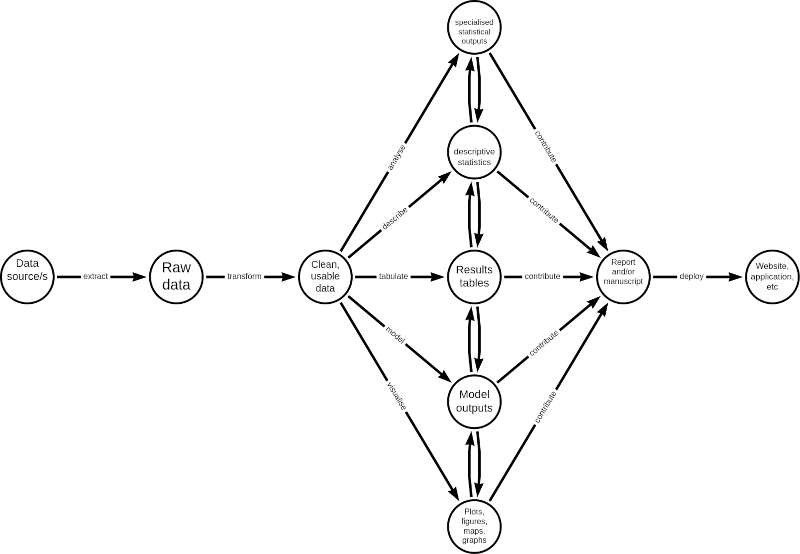 specialised
statistical
outputs
analyse
contribute
descriptive
statistics
describe
contribute
Data
source/s
extract
Raw
data
transform
Clean,
usable
data
tabulate
Results
tables
contribute
Report
and/or
manuscript
deploy
Website,
application,
etc
model
contribute
Model
outputs
visualise
contribute
Plots,
figures,
maps,
graphs